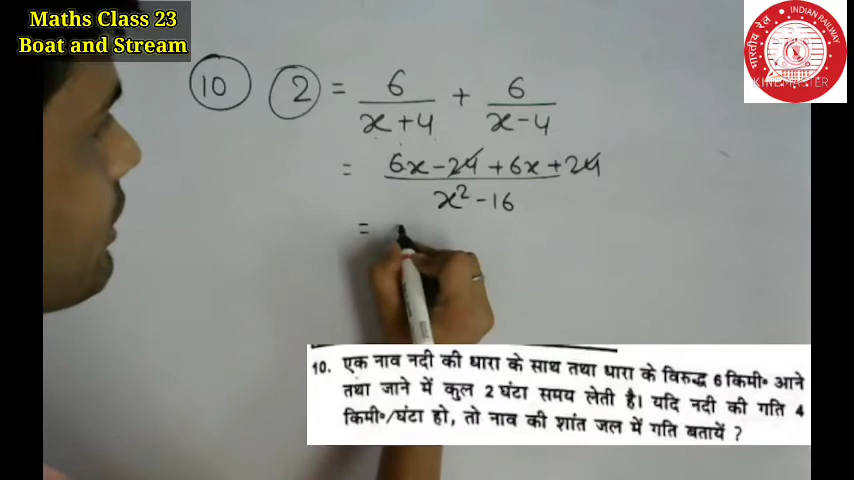 Maths Class 23
Boat and Stream
INDIAN RAILWAY
भारतीय रेल
KINEMASTER
10 2 = 6/(x+4) + 6/(x-4)
= (6x-24+6x+24)/(x²-16)
=
10. एक नाव नदी की धारा के साथ तथा धारा के विरुद्ध 6 किमी॰ आने
तथा जाने में कुल 2 घंटा समय लेती है। यदि नदी की गति 4
किमी॰/घंटा हो, तो नाव की शांत जल में गति बतायें ?